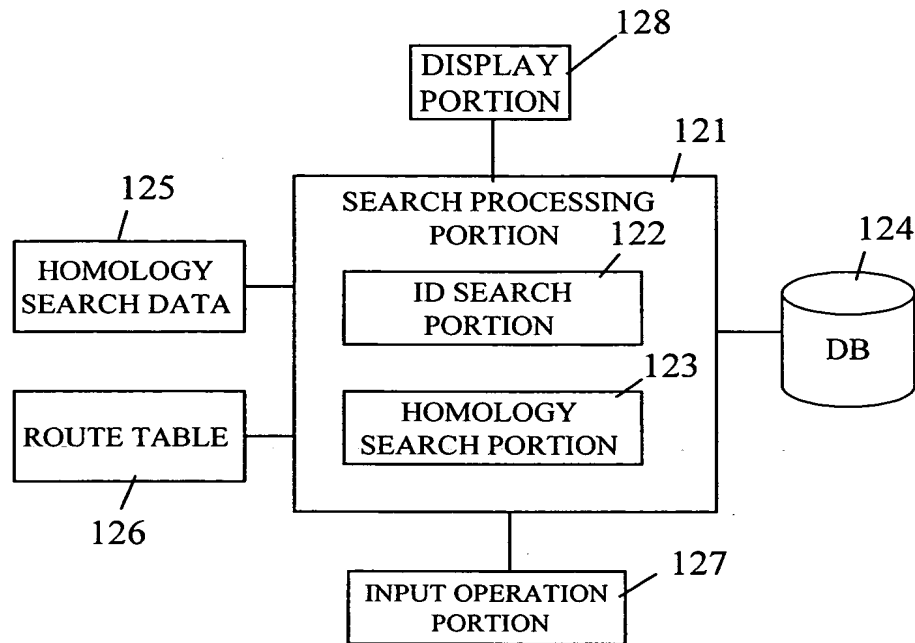 128
DISPLAY
PORTION
121
SEARCH PROCESSING
PORTION
125
HOMOLOGY
SEARCH DATA
122
ID SEARCH
PORTION
124
DB
123
HOMOLOGY
SEARCH PORTION
ROUTE TABLE
126
127
INPUT OPERATION
PORTION